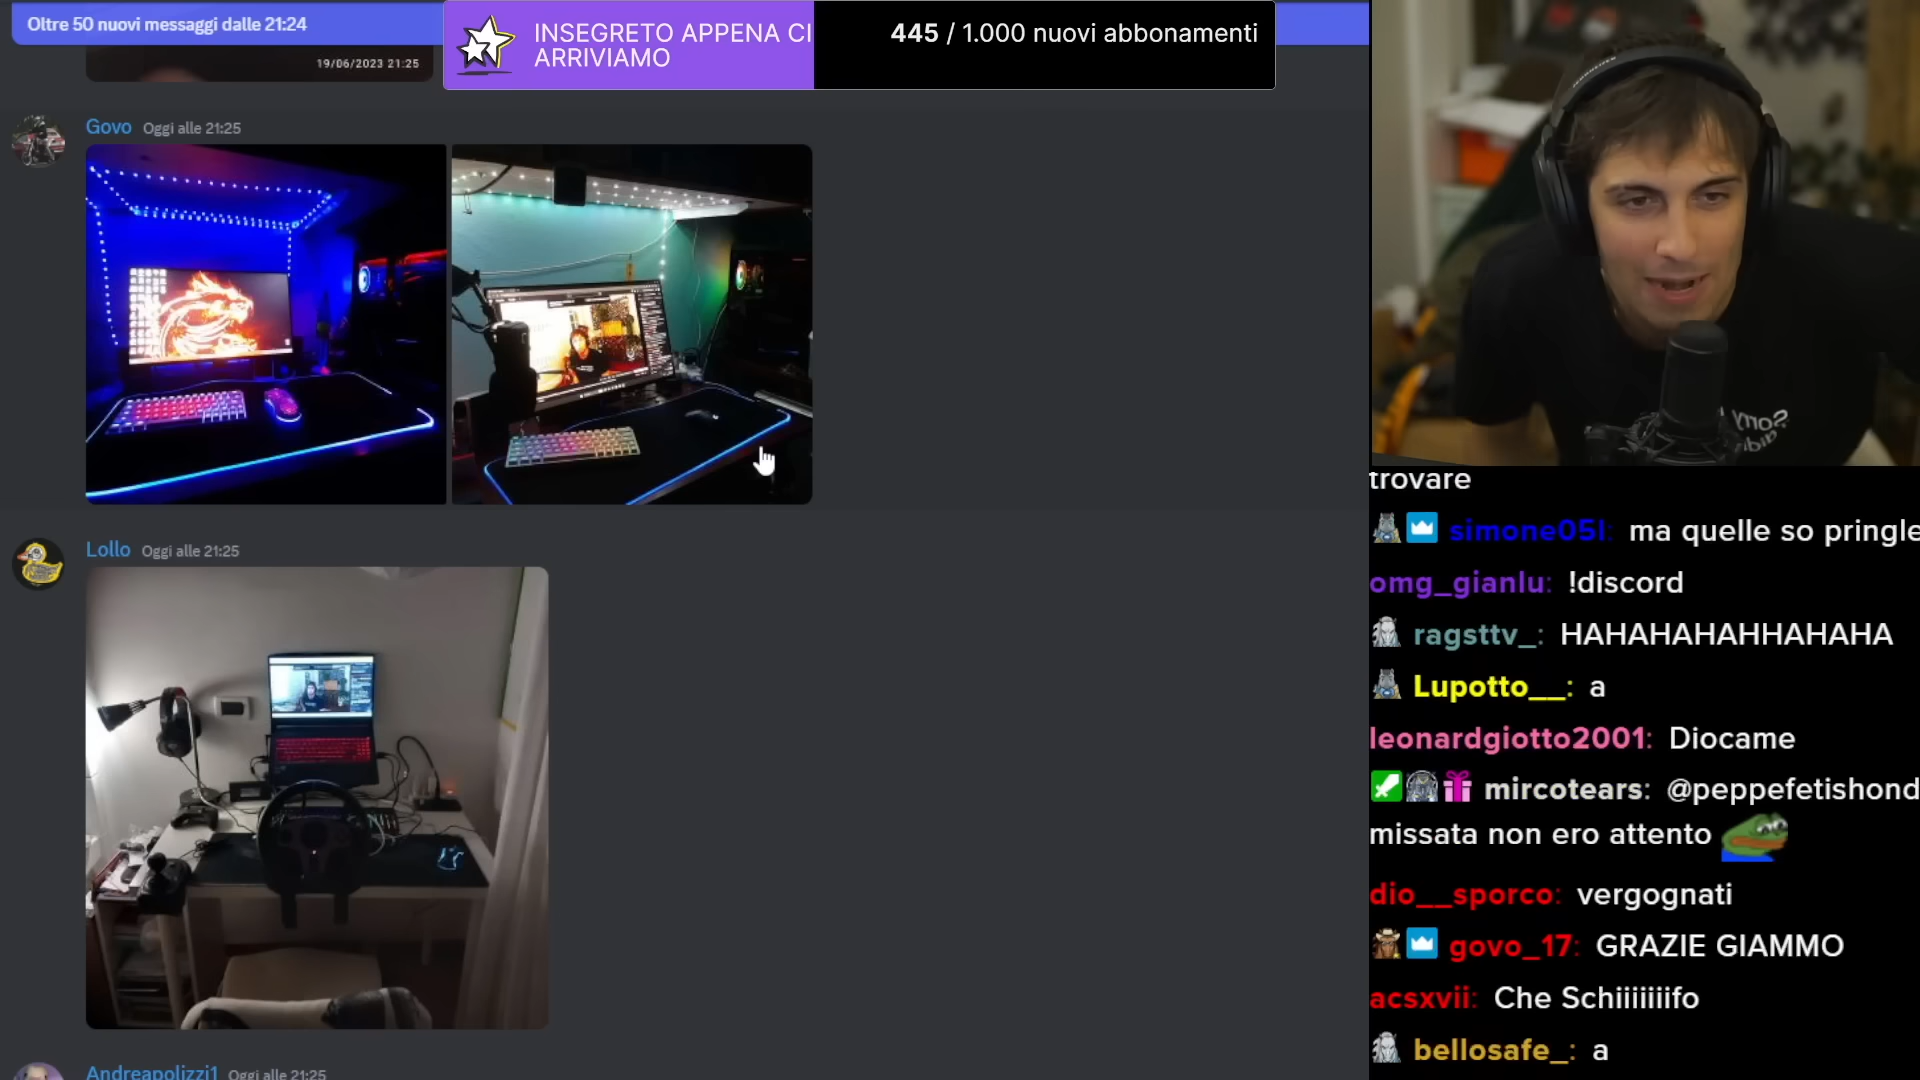 Oltre 50 nuovi messaggi dalle 21:24
INSEGRETO APPENA CI
ARRIVIAMO
445 / 1.000 nuovi abbonamenti
19/06/2023 21:25
Govo Oggi alle 21:25
Lollo Oggi alle 21:25
Andreapolizzi1 Oggi alle 21:25
trovare
simone05l: ma quelle so pringle
omg_gianlu: !discord
ragsttv_: HAHAHAHAHHAHAHA
Lupotto__: a
leonardgiotto2001: Diocame
mircotears: @peppefetishond
missata non ero attento
dio__sporco: vergognati
govo_17: GRAZIE GIAMMO
acsxvii: Che Schiiiiiiifo
bellosafe_: a